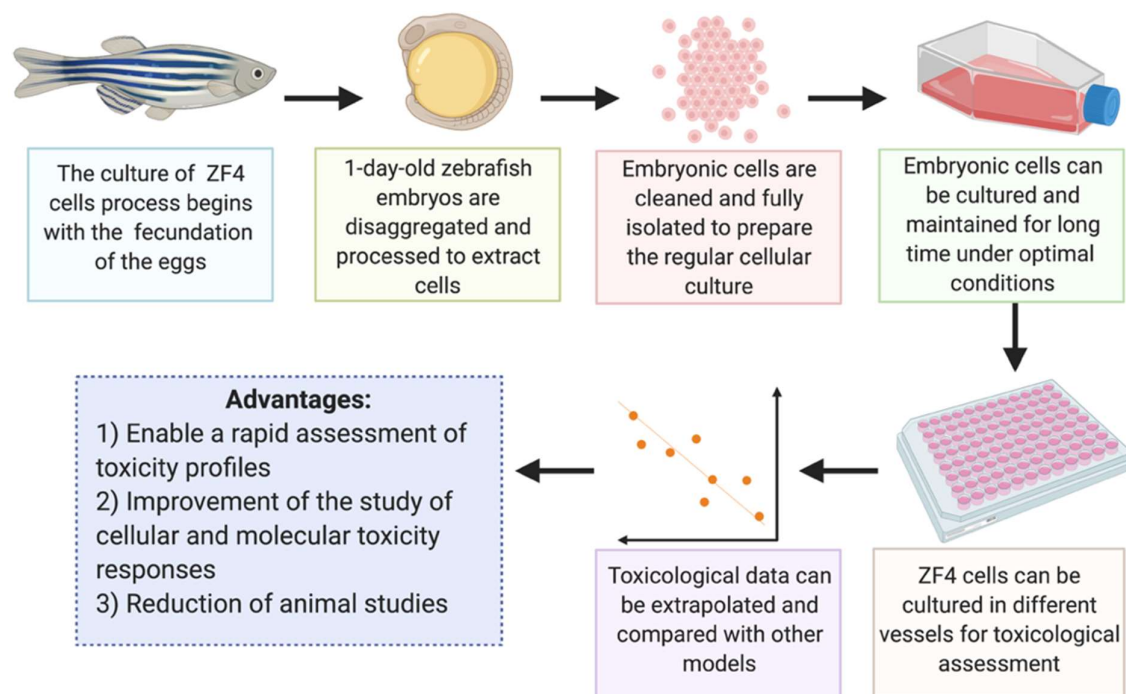 The culture of ZF4
cells process begins
with the fecundation
of the eggs
1-day-old zebrafish
embryos are
disaggregated and
processed to extract
cells
Embryonic cells are
cleaned and fully
isolated to prepare
the regular cellular
culture
Embryonic cells can
be cultured and
maintained for long
time under optimal
conditions
ZF4 cells can be
cultured in different
vessels for toxicological
assessment
Toxicological data can
be extrapolated and
compared with other
models
Advantages:
1) Enable a rapid assessment of
toxicity profiles
2) Improvement of the study of
cellular and molecular toxicity
responses
3) Reduction of animal studies